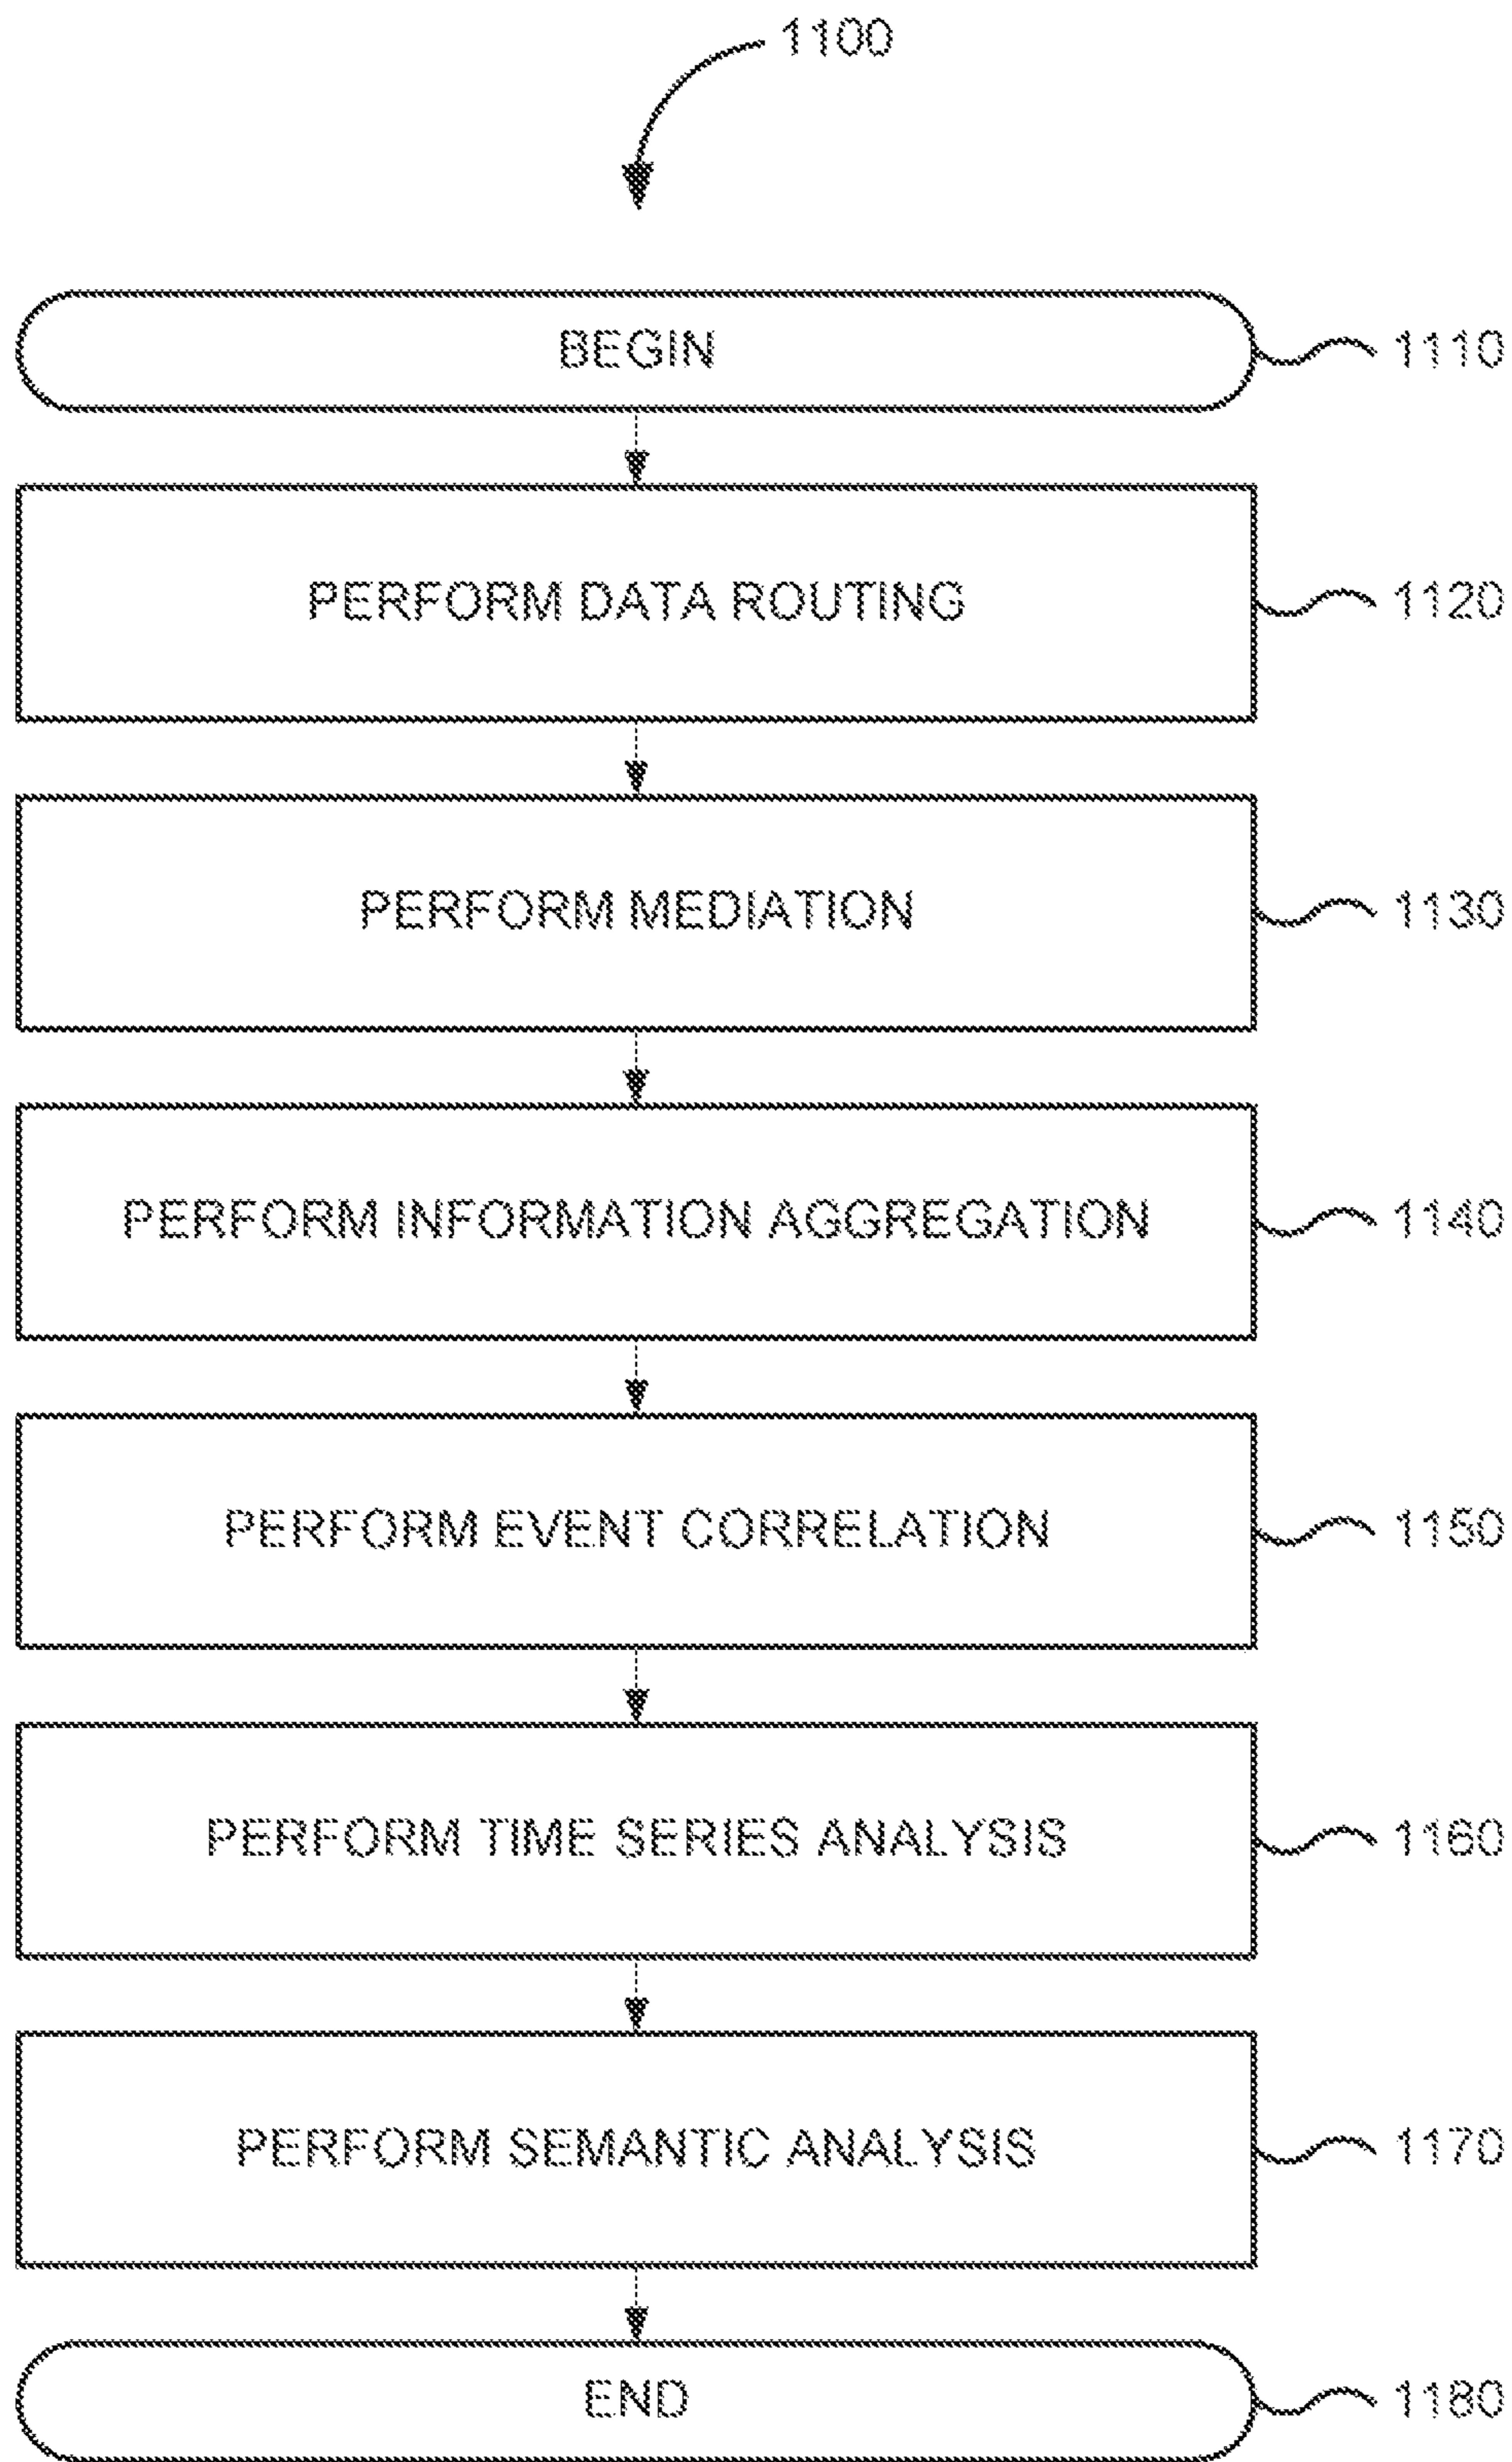 1100
BEGIN
1110
PERFORM DATA ROUTING
1120
PERFORM MEDIATION
1130
PERFORM INFORMATION AGGREGATION
1140
PERFORM EVENT CORRELATION
1150
PERFORM TIME SERIES ANALYSIS
1160
PERFORM SEMANTIC ANALYSIS
1170
END
1180